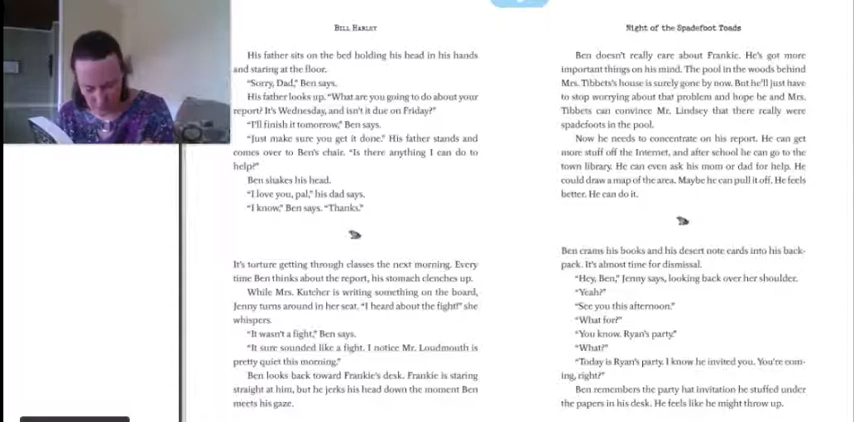 BILL HARLEY
His father sits on the bed holding his head in his hands
and staring at the floor.
"Sorry, Dad," Ben says.
His father looks up. "What are you going to do about your
report? It's Wednesday, and isn't it due on Friday?"
"I'll finish it tomorrow," Ben says.
"Just make sure you get it done." His father stands and
comes over to Ben's chair. "Is there anything I can do to
help?"
Ben shakes his head.
"I love you, pal," his dad says.
"I know," Ben says. "Thanks."
It's torture getting through classes the next morning. Every
time Ben thinks about the report, his stomach clenches up.
While Mrs. Kutcher is writing something on the board,
Jenny turns around in her seat. "I heard about the fight!" she
whispers.
"It wasn't a fight," Ben says.
"It sure sounded like a fight. I notice Mr. Loudmouth is
pretty quiet this morning."
Ben looks back toward Frankie's desk. Frankie is staring
straight at him, but he jerks his head down the moment Ben
meets his gaze.
Night of the Spadefoot Toads
Ben doesn't really care about Frankie. He's got more
important things on his mind. The pool in the woods behind
Mrs. Tibbets's house is surely gone by now. But he'll just have
to stop worrying about that problem and hope he and Mrs.
Tibbets can convince Mr. Lindsey that there really were
spadefoots in the pool.
Now he needs to concentrate on his report. He can get
more stuff off the Internet, and after school he can go to the
town library. He can even ask his mom or dad for help. He
could draw a map of the area. Maybe he can pull it off. He feels
better. He can do it.
Ben crams his books and his desert note cards into his back-
pack. It's almost time for dismissal.
"Hey, Ben," Jenny says, looking back over her shoulder.
"Yeah?"
"See you this afternoon."
"What for?"
"You know. Ryan's party."
"What?"
"Today is Ryan's party. I know he invited you. You're com-
ing, right?"
Ben remembers the party hat invitation he stuffed under
the papers in his desk. He feels like he might throw up.